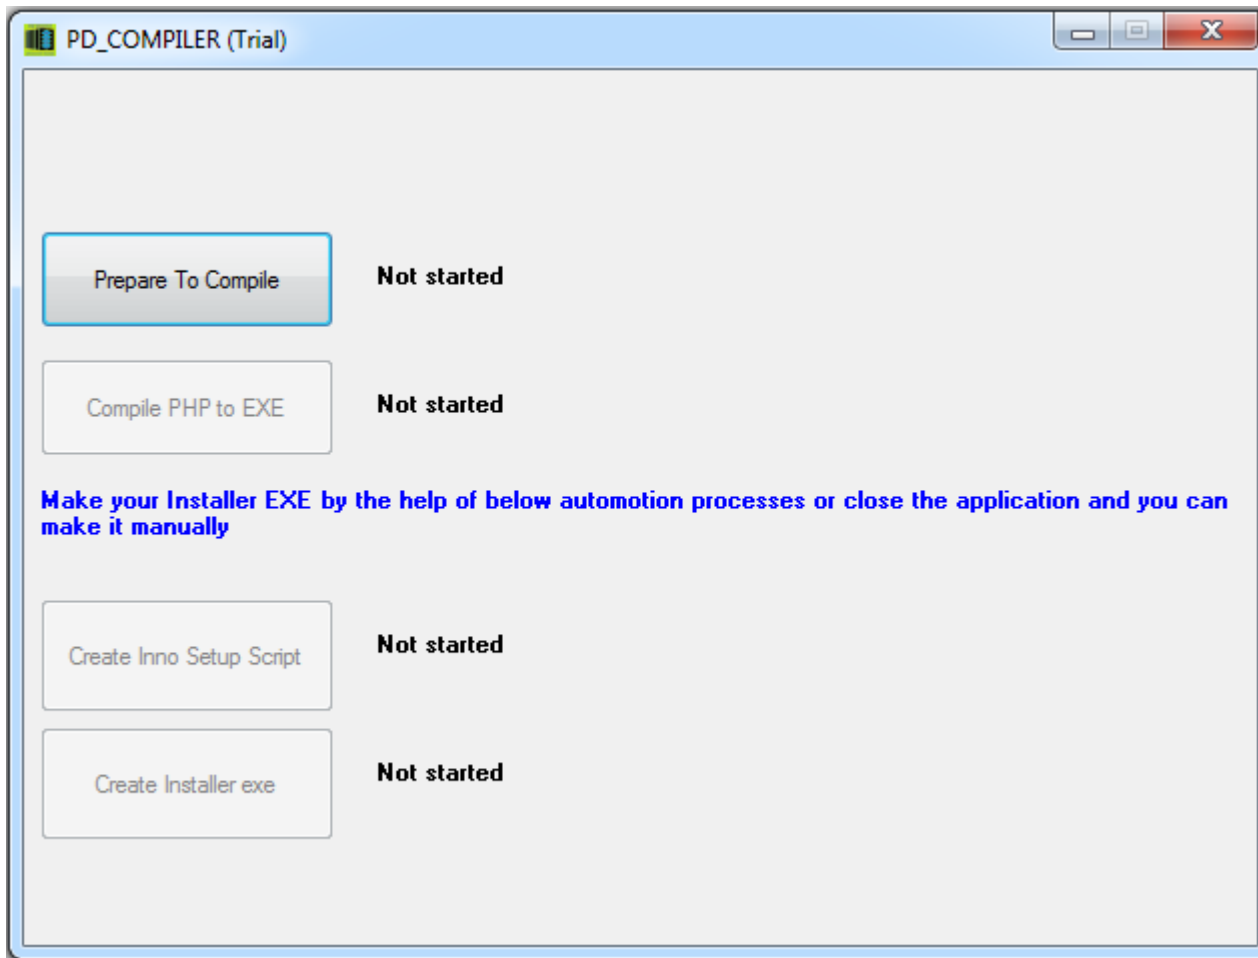 PD_COMPILER (Trial)
Prepare To Compile
Not started
Compile PHP to EXE
Not started
Make your Installer EXE by the help of below automotion processes or close the application and you can
make it manually
Create Inno Setup Script
Not started
Create Installer exe
Not started